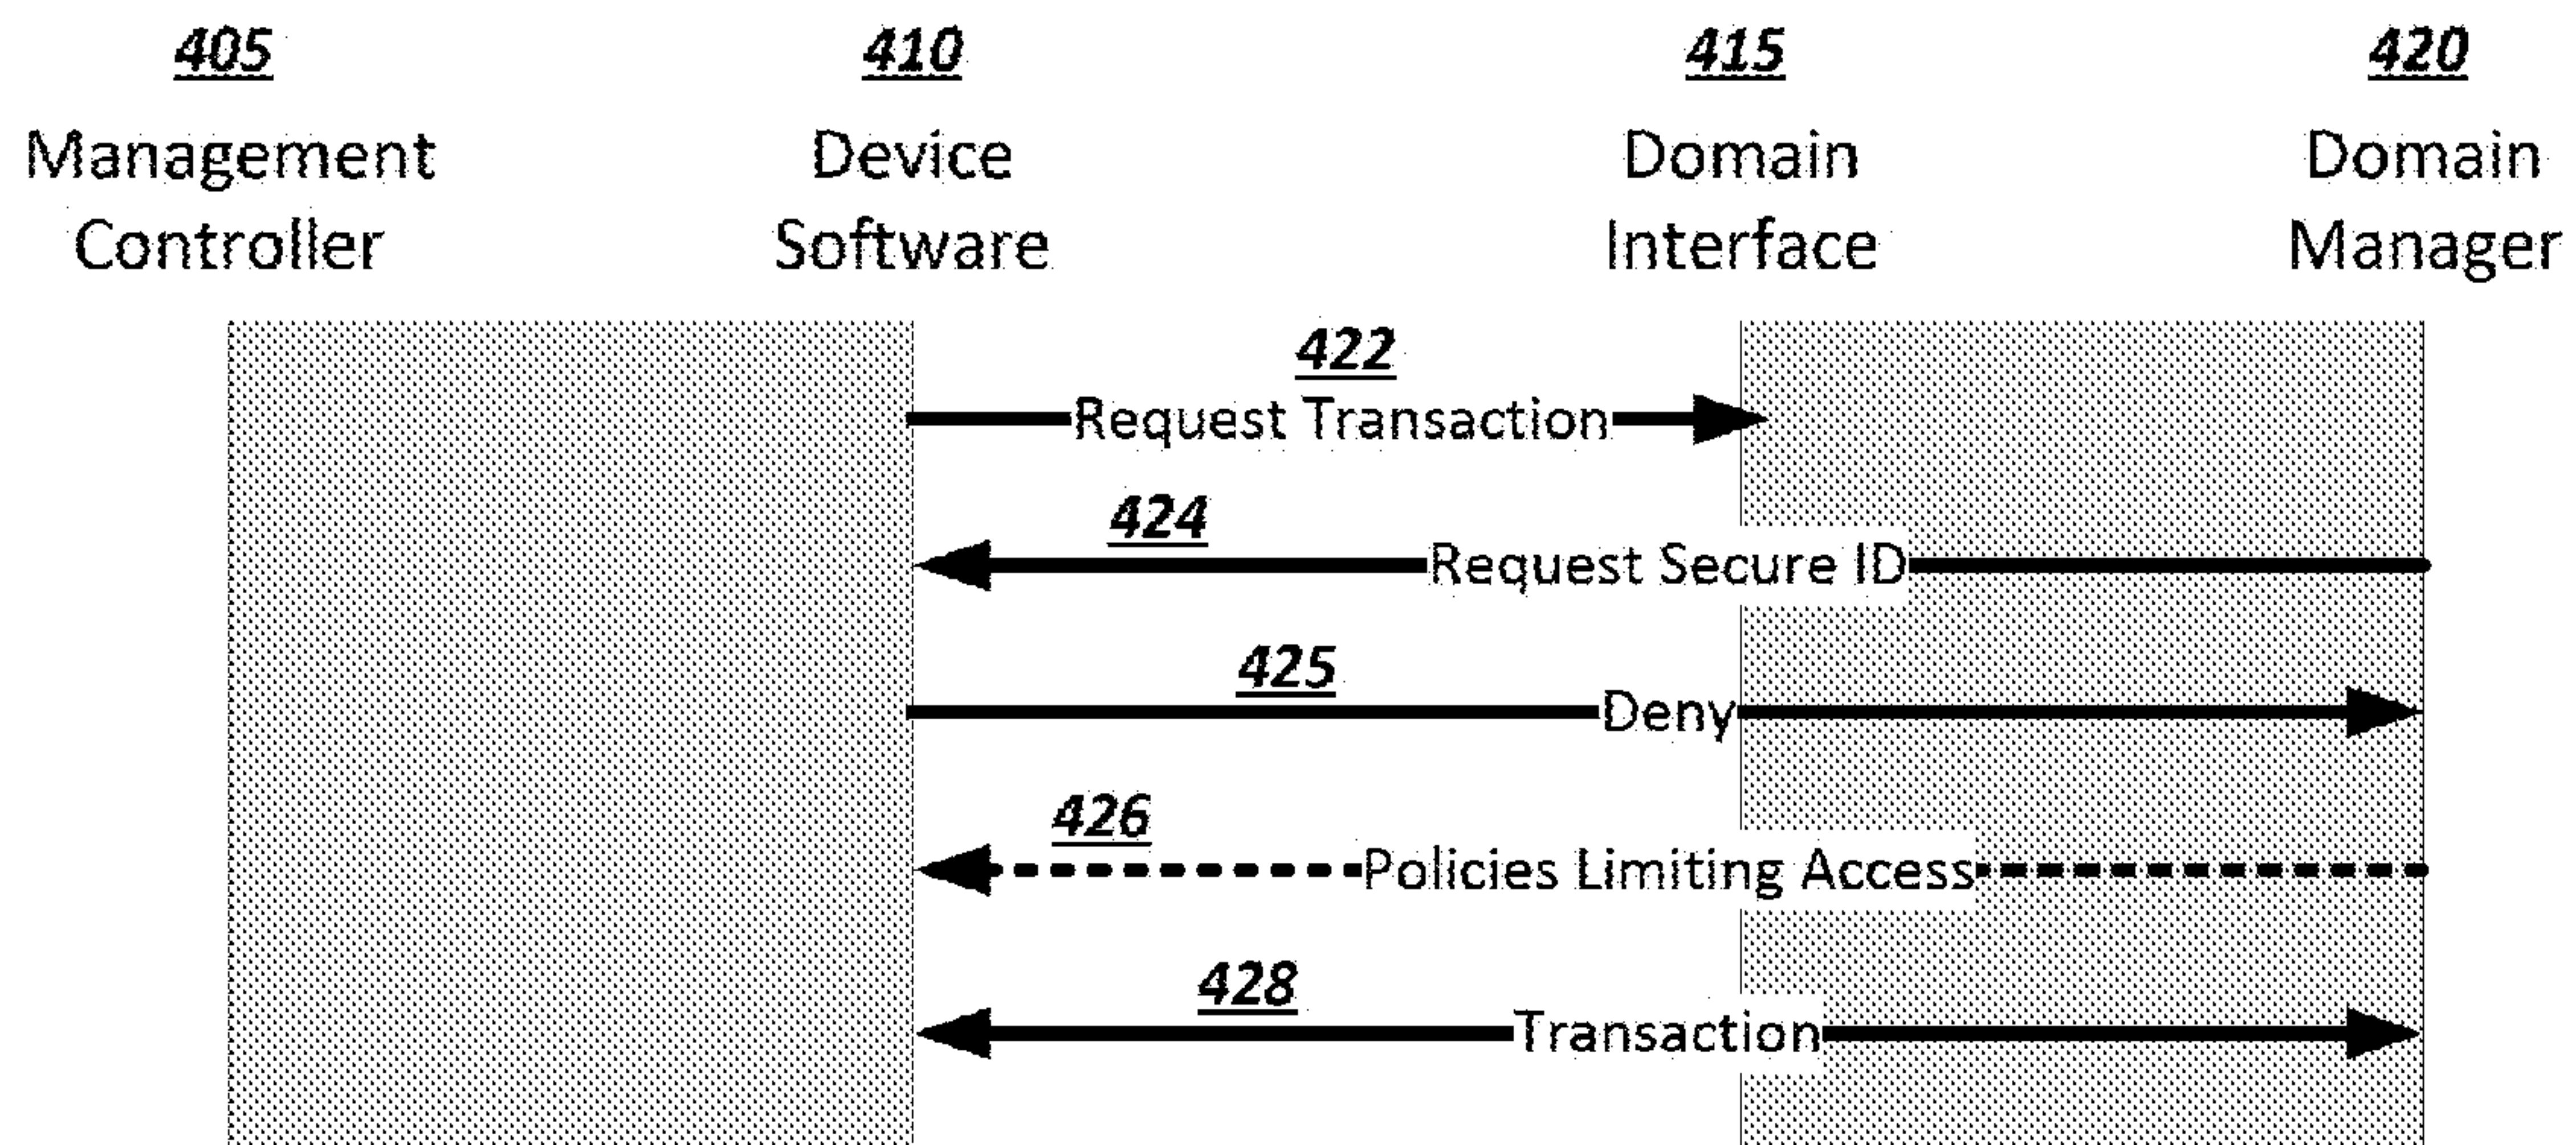 405 410 415 420
Management Device Domain Domain
Controller Software Interface Manager
422
Request Transaction
424
Request Secure ID
425
Deny
426
Policies Limiting Access
428
Transaction